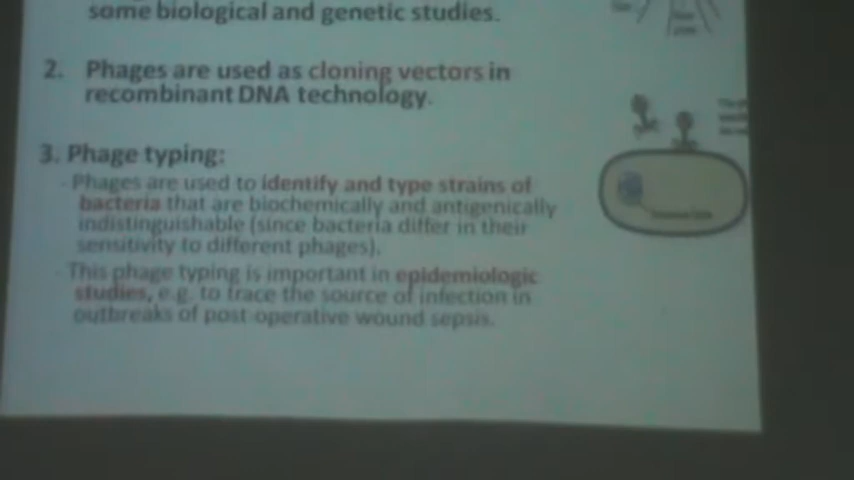 some biological and genetic studies.
2. Phages are used as cloning vectors in
recombinant DNA technology.
3. Phage typing:
- Phages are used to identify and type strains of
bacteria that are biochemically and antigenically
indistinguishable (since bacteria differ in their
sensitivity to different phages).
- This phage typing is important in epidemiologic
studies, e.g. to trace the source of infection in
outbreaks of post-operative wound sepsis.